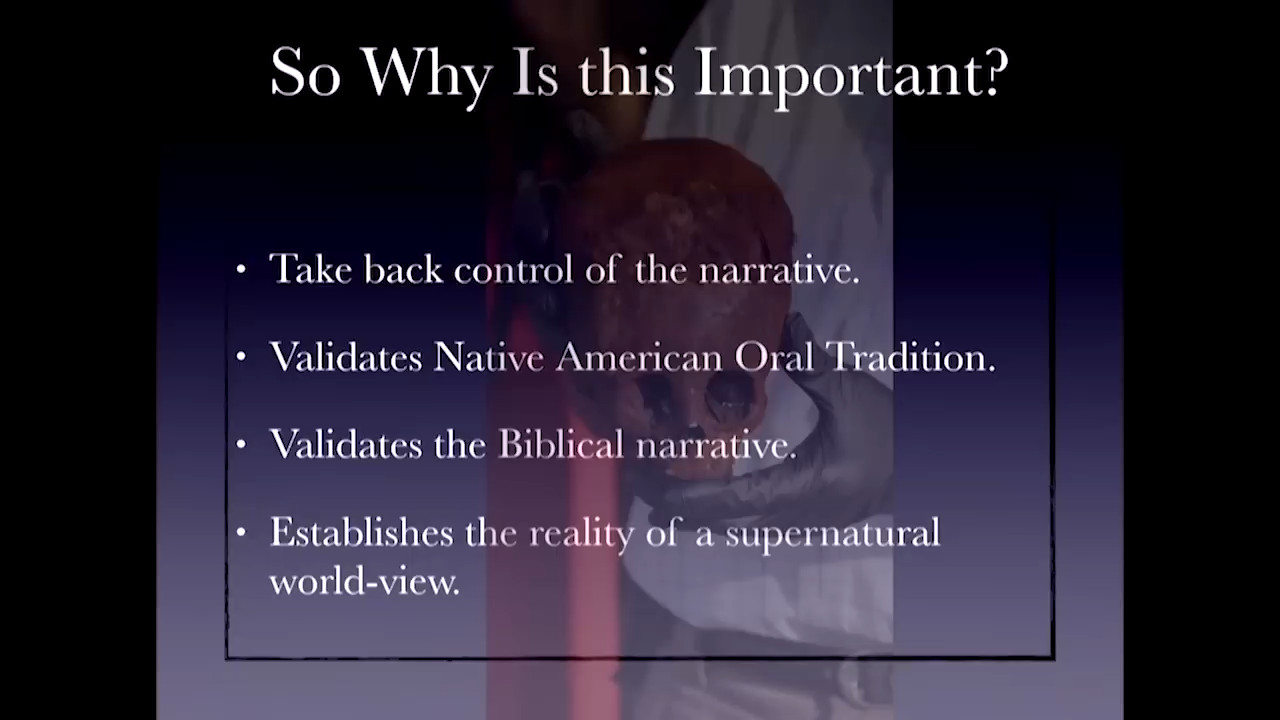 So Why Is this Important?
• Take back control of the narrative.
• Validates Native American Oral Tradition.
• Validates the Biblical narrative.
• Establishes the reality of a supernatural
world-view.